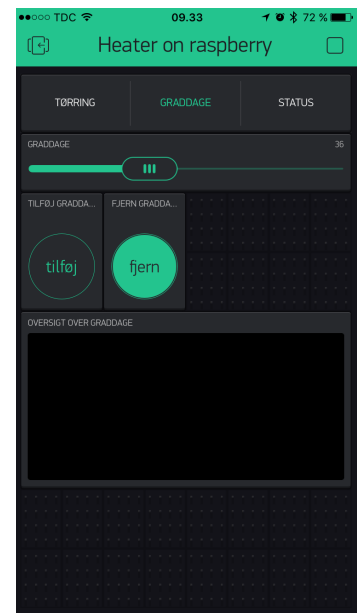 TDC 09.33 72 %
Heater on raspberry
TØRRING GRADDAGE STATUS
GRADDAGE 36
TILFØJ GRADDA... FJERN GRADDA...
tilføj fjern
OVERSIGT OVER GRADDAGE